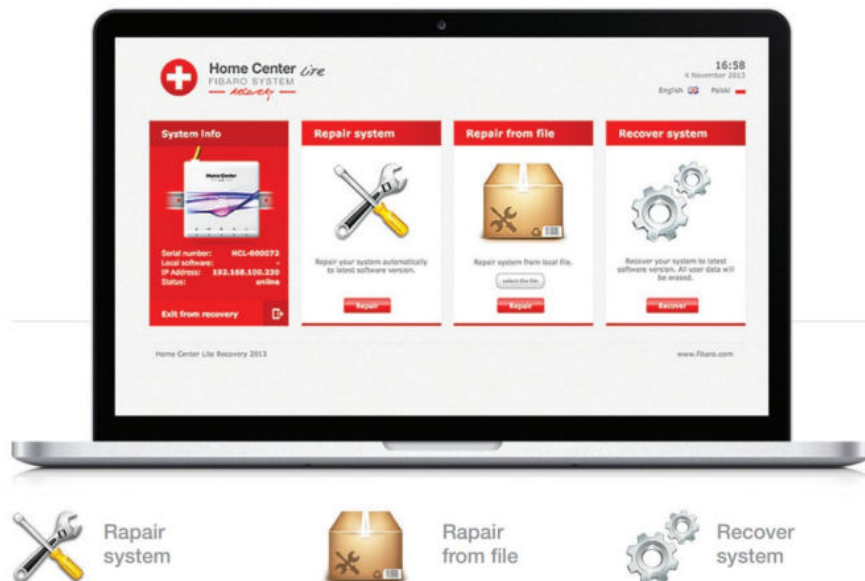 Home Center Lite
FIBARO SYSTEM
recovery
16:58
4 November 2013
English Polski
System Info
Home Center
Serial number: HCL-600072
Local software: -
IP Address: 192.168.100.230
Status: online
Exit from recovery
Repair system
Repair your system automatically
to latest software version.
Repair
Repair from file
Repair system from local file.
select the file
Repair
Recover system
Recover your system to latest
software version. All user data will
be erased.
Recover
Home Center Lite Recovery 2013
www.fibaro.com
Rapair
system
Rapair
from file
Recover
system